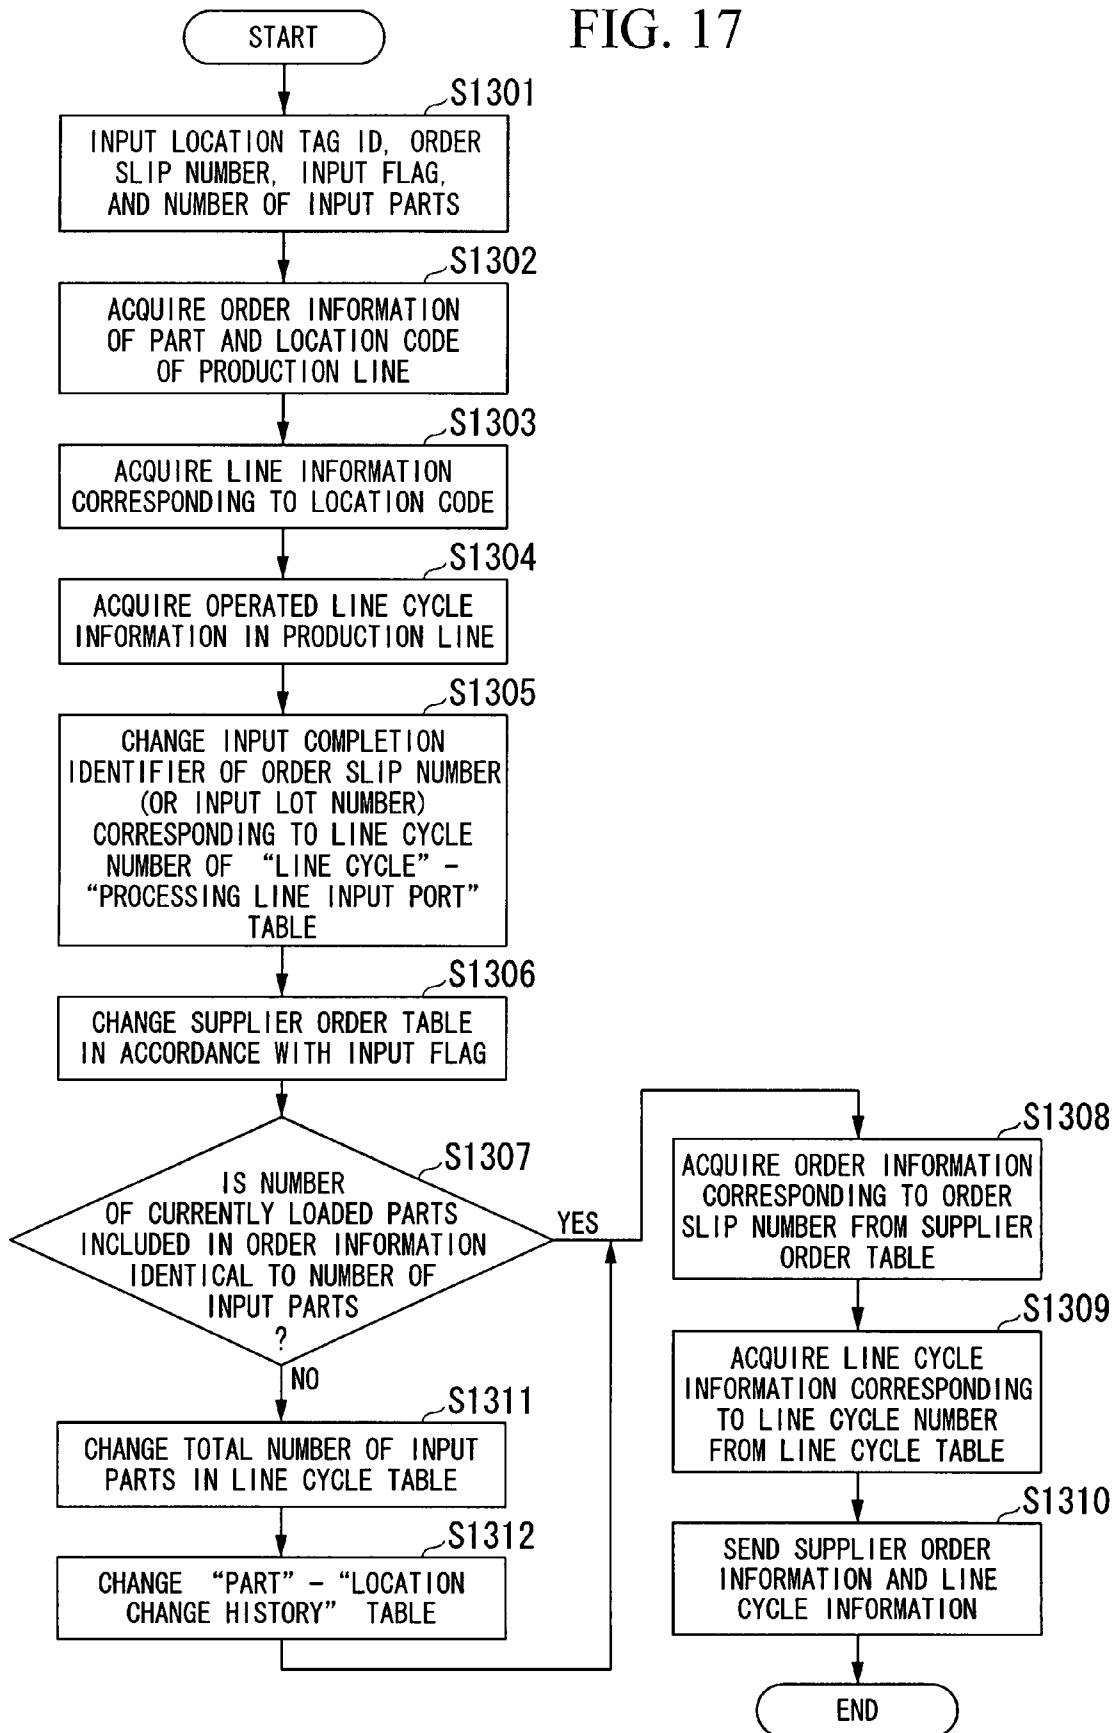 FIG. 17
START
S1301
INPUT LOCATION TAG ID, ORDER
SLIP NUMBER, INPUT FLAG,
AND NUMBER OF INPUT PARTS
S1302
ACQUIRE ORDER INFORMATION
OF PART AND LOCATION CODE
OF PRODUCTION LINE
S1303
ACQUIRE LINE INFORMATION
CORRESPONDING TO LOCATION CODE
S1304
ACQUIRE OPERATED LINE CYCLE
INFORMATION IN PRODUCTION LINE
S1305
CHANGE INPUT COMPLETION
IDENTIFIER OF ORDER SLIP NUMBER
(OR INPUT LOT NUMBER)
CORRESPONDING TO LINE CYCLE
NUMBER OF “LINE CYCLE” -
“PROCESSING LINE INPUT PORT”
TABLE
S1306
CHANGE SUPPLIER ORDER TABLE
IN ACCORDANCE WITH INPUT FLAG
S1307
IS NUMBER
OF CURRENTLY LOADED PARTS
INCLUDED IN ORDER INFORMATION
IDENTICAL TO NUMBER OF
INPUT PARTS
?
YES
NO
S1311
CHANGE TOTAL NUMBER OF INPUT
PARTS IN LINE CYCLE TABLE
S1312
CHANGE “PART” - “LOCATION
CHANGE HISTORY” TABLE
S1308
ACQUIRE ORDER INFORMATION
CORRESPONDING TO ORDER
SLIP NUMBER FROM SUPPLIER
ORDER TABLE
S1309
ACQUIRE LINE CYCLE
INFORMATION CORRESPONDING
TO LINE CYCLE NUMBER
FROM LINE CYCLE TABLE
S1310
SEND SUPPLIER ORDER
INFORMATION AND LINE
CYCLE INFORMATION
END